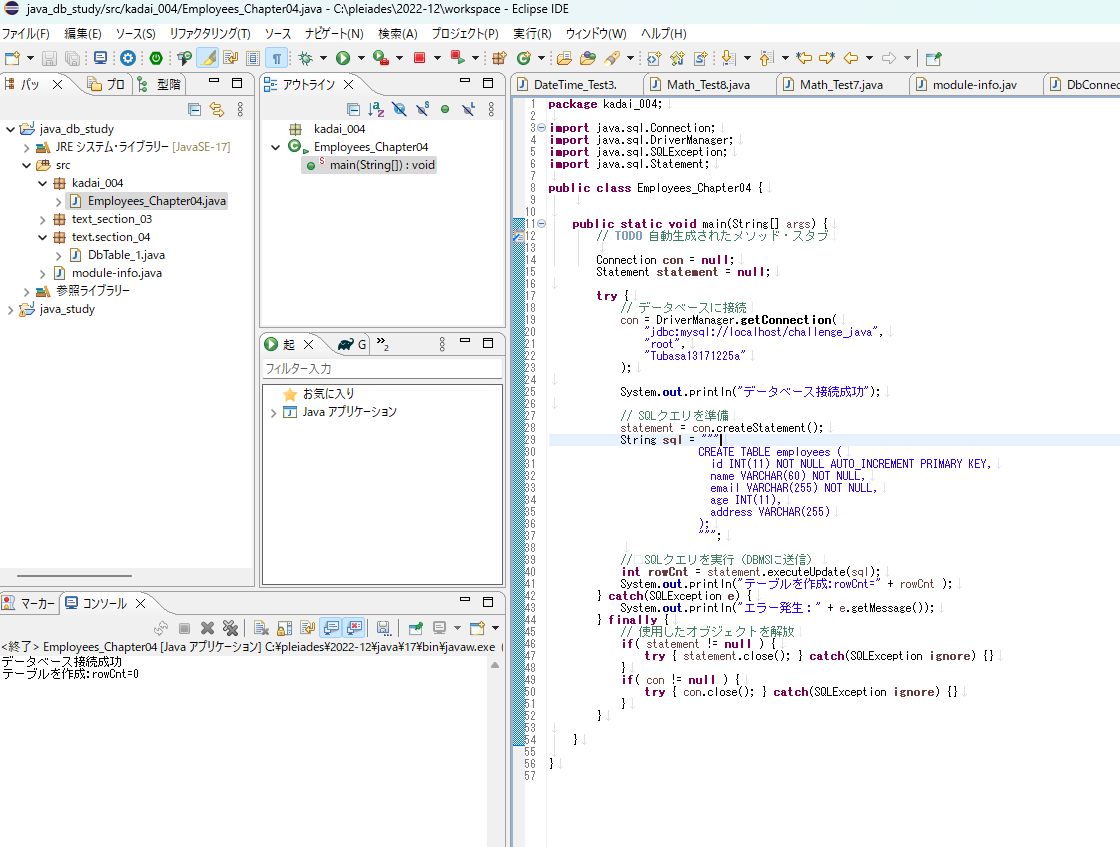 java_db_study/src/kadai_004/Employees_Chapter04.java - C:\pleiades\2022-12\workspace - Eclipse IDE
ファイル(F) 編集(E) ソース(S) リファクタリング(T) ソース ナビゲート(N) 検索(A) プロジェクト(P) 実行(R) ウィンドウ(W) ヘルプ(H)
パッ プロ 型階
java_db_study
JRE システム・ライブラリー [JavaSE-17]
src
kadai_004
Employees_Chapter04.java
text_section_03
text.section_04
DbTable_1.java
module-info.java
参照ライブラリー
java_study
アウトライン
kadai_004
Employees_Chapter04
main(String[]) : void
起 G »2
フィルター入力
お気に入り
Java アプリケーション
マーカー コンソール
<終了> Employees_Chapter04 [Java アプリケーション] C:¥pleiades¥2022-12¥java¥17¥bin¥javaw.exe
データベース接続成功
テーブルを作成:rowCnt=0
DateTime_Test3. Math_Test8.java Math_Test7.java module-info.jav DbConnec
1 package kadai_004;
2
3 import java.sql.Connection;
4 import java.sql.DriverManager;
5 import java.sql.SQLException;
6 import java.sql.Statement;
7
8 public class Employees_Chapter04 {
9
10
11 public static void main(String[] args) {
12 // TODO 自動生成されたメソッド・スタブ
13
14 Connection con = null;
15 Statement statement = null;
16
17 try {
18 // データベースに接続
19 con = DriverManager.getConnection(
20 "jdbc:mysql://localhost/challenge_java",
21 "root",
22 "Tubasa13171225a"
23 );
24
25 System.out.println("データベース接続成功");
26
27 // SQLクエリを準備
28 statement = con.createStatement();
29 String sql = """
30 CREATE TABLE employees (
31 id INT(11) NOT NULL AUTO_INCREMENT PRIMARY KEY,
32 name VARCHAR(60) NOT NULL,
33 email VARCHAR(255) NOT NULL,
34 age INT(11),
35 address VARCHAR(255)
36 );
37 """;
38
39 // SQLクエリを実行（DBMSに送信）
40 int rowCnt = statement.executeUpdate(sql);
41 System.out.println("テーブルを作成:rowCnt=" + rowCnt );
42 } catch(SQLException e) {
43 System.out.println("エラー発生：" + e.getMessage());
44 } finally {
45 // 使用したオブジェクトを解放
46 if( statement != null ) {
47 try { statement.close(); } catch(SQLException ignore) {}
48 }
49 if( con != null ) {
50 try { con.close(); } catch(SQLException ignore) {}
51 }
52 }
53
54 }
55
56 }
57